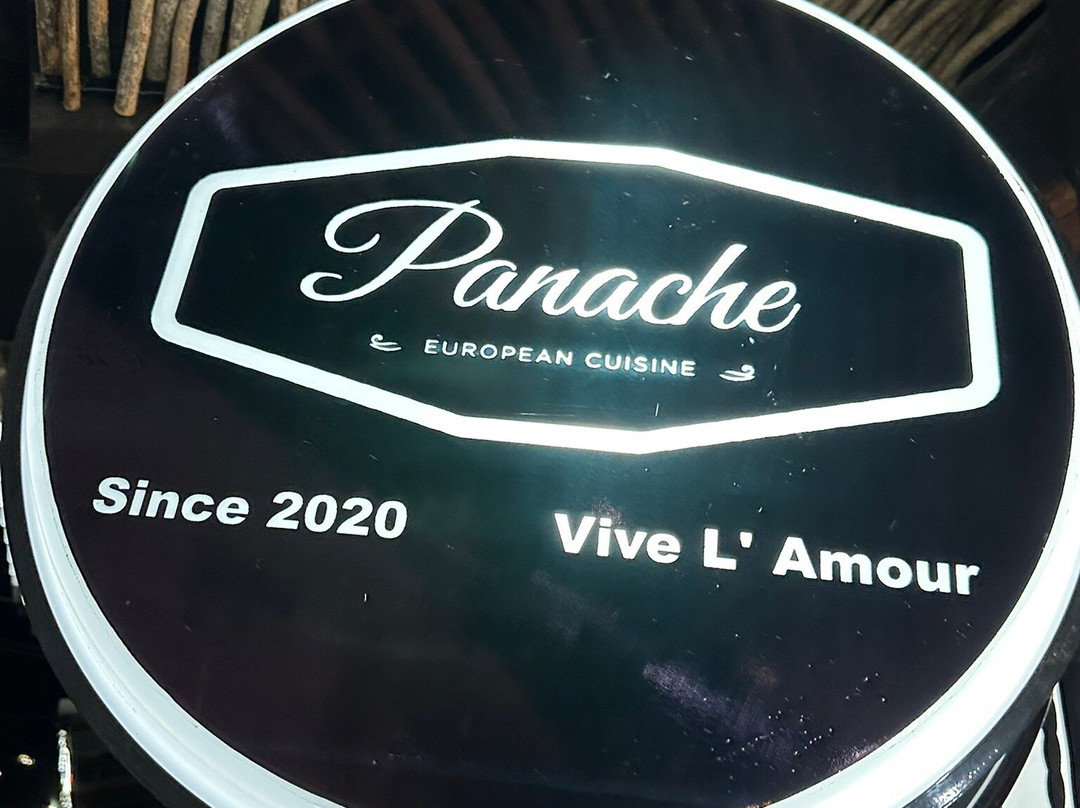 Panache
EUROPEAN CUISINE
Since 2020
Vive L' Amour